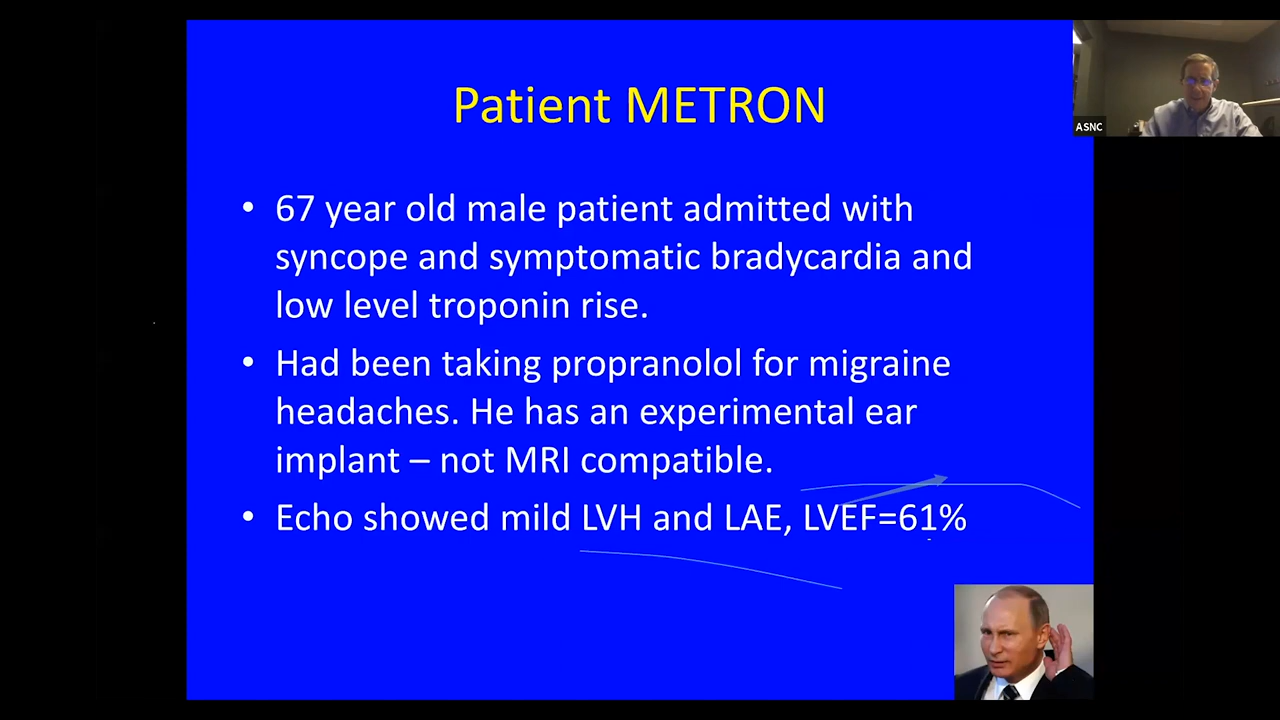 Patient METRON
ASNC
• 67 year old male patient admitted with
syncope and symptomatic bradycardia and
low level troponin rise.
• Had been taking propranolol for migraine
headaches. He has an experimental ear
implant – not MRI compatible.
• Echo showed mild LVH and LAE, LVEF=61%